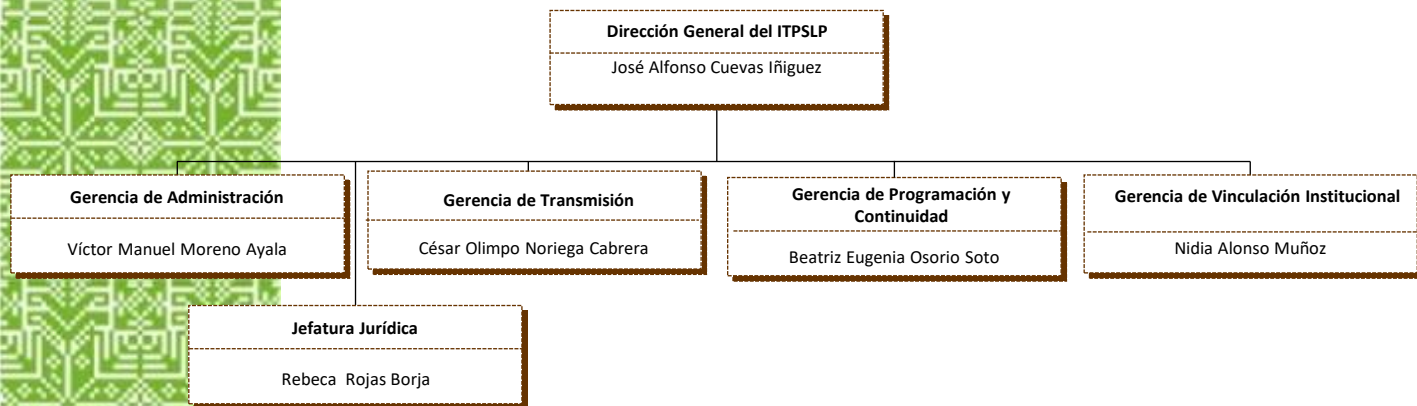 Dirección General del ITPSLP
José Alfonso Cuevas Iñiguez
Gerencia de Administración
Víctor Manuel Moreno Ayala
Gerencia de Transmisión
César Olimpo Noriega Cabrera
Gerencia de Programación y
Continuidad
Beatriz Eugenia Osorio Soto
Gerencia de Vinculación Institucional
Nidia Alonso Muñoz
Jefatura Jurídica
Rebeca Rojas Borja